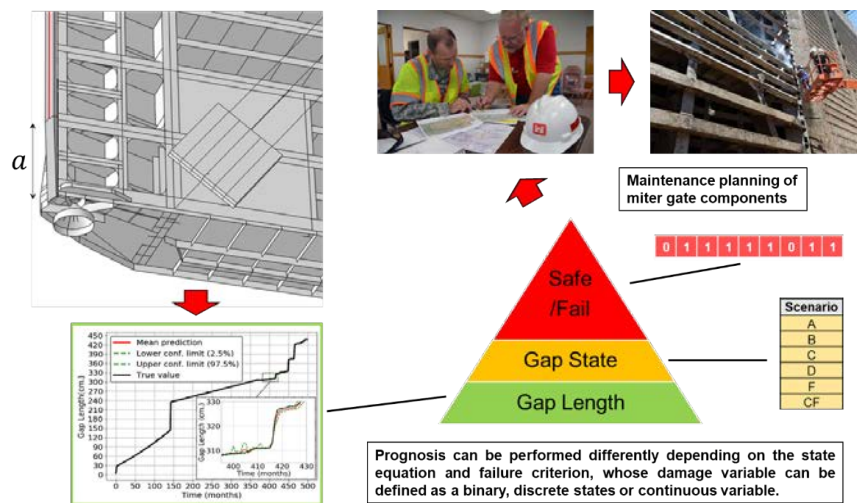 a
Maintenance planning of
miter gate components
0 1 1 1 1 1 0 1 1
Safe
/Fail
Gap State
Gap Length
Scenario
A
B
C
D
F
CF
450
420
390
360
330
300
270
240
210
180
150
120
90
60
30
0
Gap Length(cm.)
Mean prediction
Lower conf. limit (2.5%)
Upper conf. limit (97.5%)
True value
330
320
310
Gap Length (cm.)
400 410 420 430
Time (months)
0 50 100 150 200 250 300 350 400 450 500
Time (months)
Prognosis can be performed differently depending on the state
equation and failure criterion, whose damage variable can be
defined as a binary, discrete states or continuous variable.